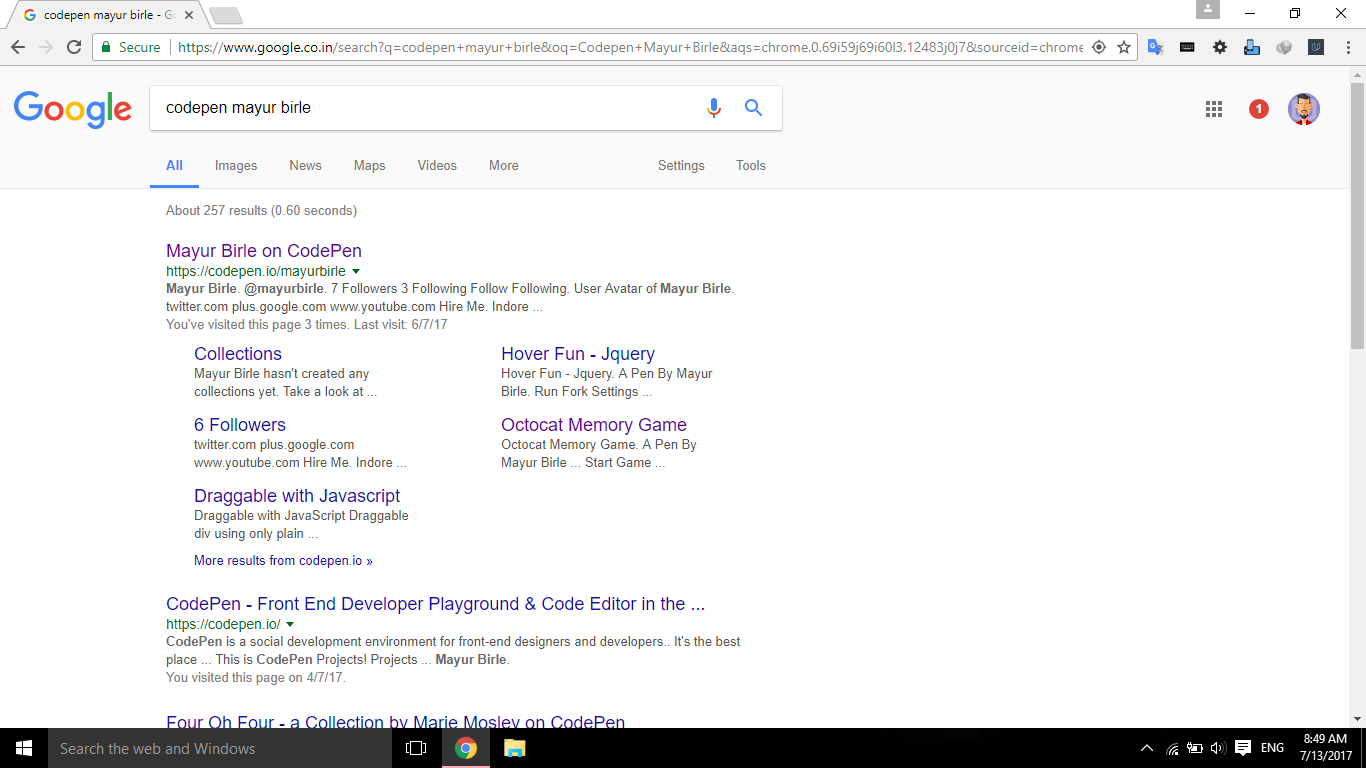 codepen mayur birle - Go
Secure
https://www.google.co.in/search?q=codepen+mayur+birle&oq=Codepen+Mayur+Birle&aqs=chrome.0.69i59j69i60l3.12483j0j7&sourceid=chrome
Google
codepen mayur birle
1
All Images News Maps Videos More Settings Tools
About 257 results (0.60 seconds)
Mayur Birle on CodePen
https://codepen.io/mayurbirle
Mayur Birle. @mayurbirle. 7 Followers 3 Following Follow Following. User Avatar of Mayur Birle.
twitter.com plus.google.com www.youtube.com Hire Me. Indore ...
You've visited this page 3 times. Last visit: 6/7/17
Collections
Mayur Birle hasn't created any
collections yet. Take a look at ...
Hover Fun - Jquery
Hover Fun - Jquery. A Pen By Mayur
Birle. Run Fork Settings ...
6 Followers
twitter.com plus.google.com
www.youtube.com Hire Me. Indore ...
Octocat Memory Game
Octocat Memory Game. A Pen By
Mayur Birle ... Start Game ...
Draggable with Javascript
Draggable with JavaScript Draggable
div using only plain ...
More results from codepen.io »
CodePen - Front End Developer Playground & Code Editor in the ...
https://codepen.io/
CodePen is a social development environment for front-end designers and developers.. It's the best
place ... This is CodePen Projects! Projects ... Mayur Birle.
You visited this page on 4/7/17.
Four Oh Four - a Collection by Marie Mosley on CodePen
Search the web and Windows
ENG
8:49 AM
7/13/2017